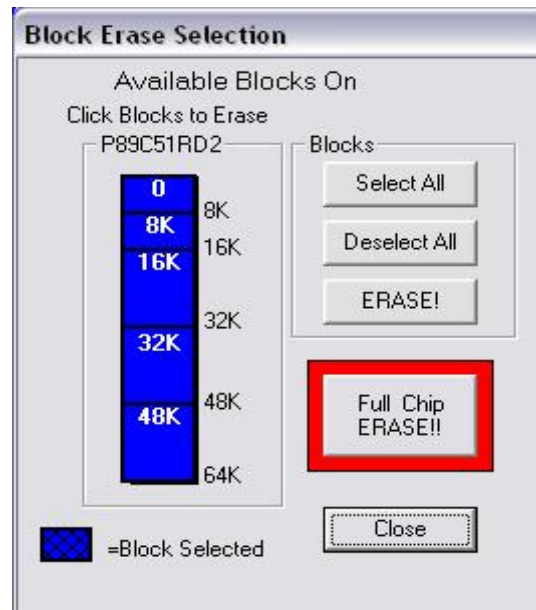 Block Erase Selection
Available Blocks On
Click Blocks to Erase
P89C51RD2
0
8K
8K
16K
16K
32K
32K
48K
48K
64K
=Block Selected
Blocks
Select All
Deselect All
ERASE!
Full Chip
ERASE!!
Close